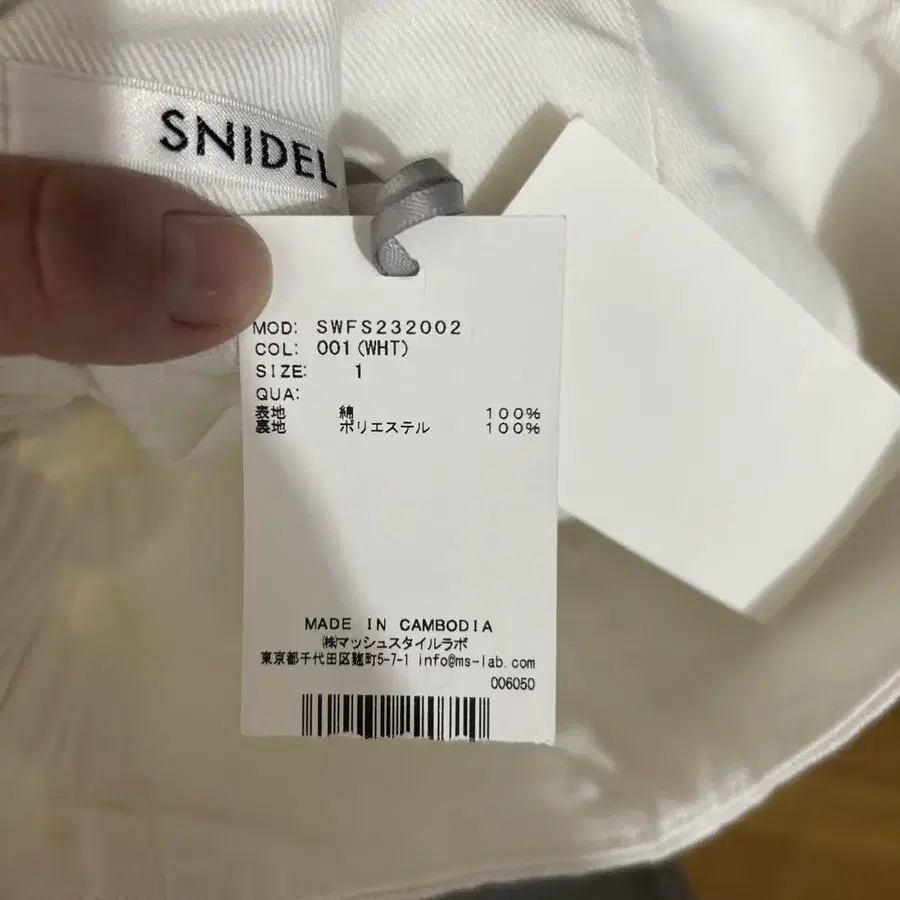 SNIDEL
MOD: SWFS232002
COL: 001(WHT)
SIZE: 1
QUA:
表地 綿 100%
裏地 ポリエステル 100%
MADE IN CAMBODIA
㈱マッシュスタイルラボ
東京都千代田区麹町5-7-1 info@ms-lab.com
006050